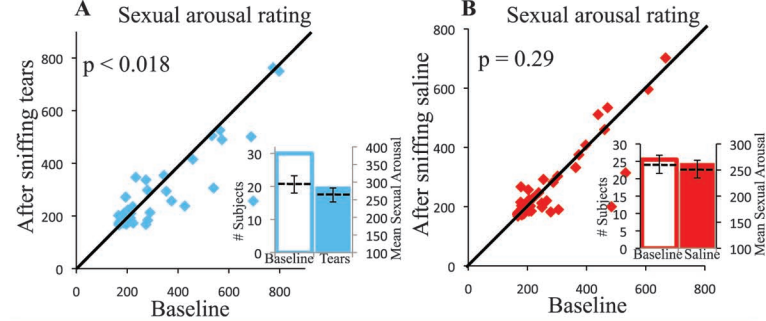 A
Sexual arousal rating
p < 0.018
After sniffing tears
800
600
400
200
0
0
200
400
600
800
Baseline
# Subjects
30
20
10
0
Baseline
Tears
400
350
300
250
200
150
100
Mean Sexual Arousal
B
Sexual arousal rating
p = 0.29
After sniffing saline
800
600
400
200
0
0
200
400
600
800
Baseline
# Subjects
30
25
20
15
10
5
0
Baseline
Saline
300
250
200
150
100
Mean Sexual Arousal